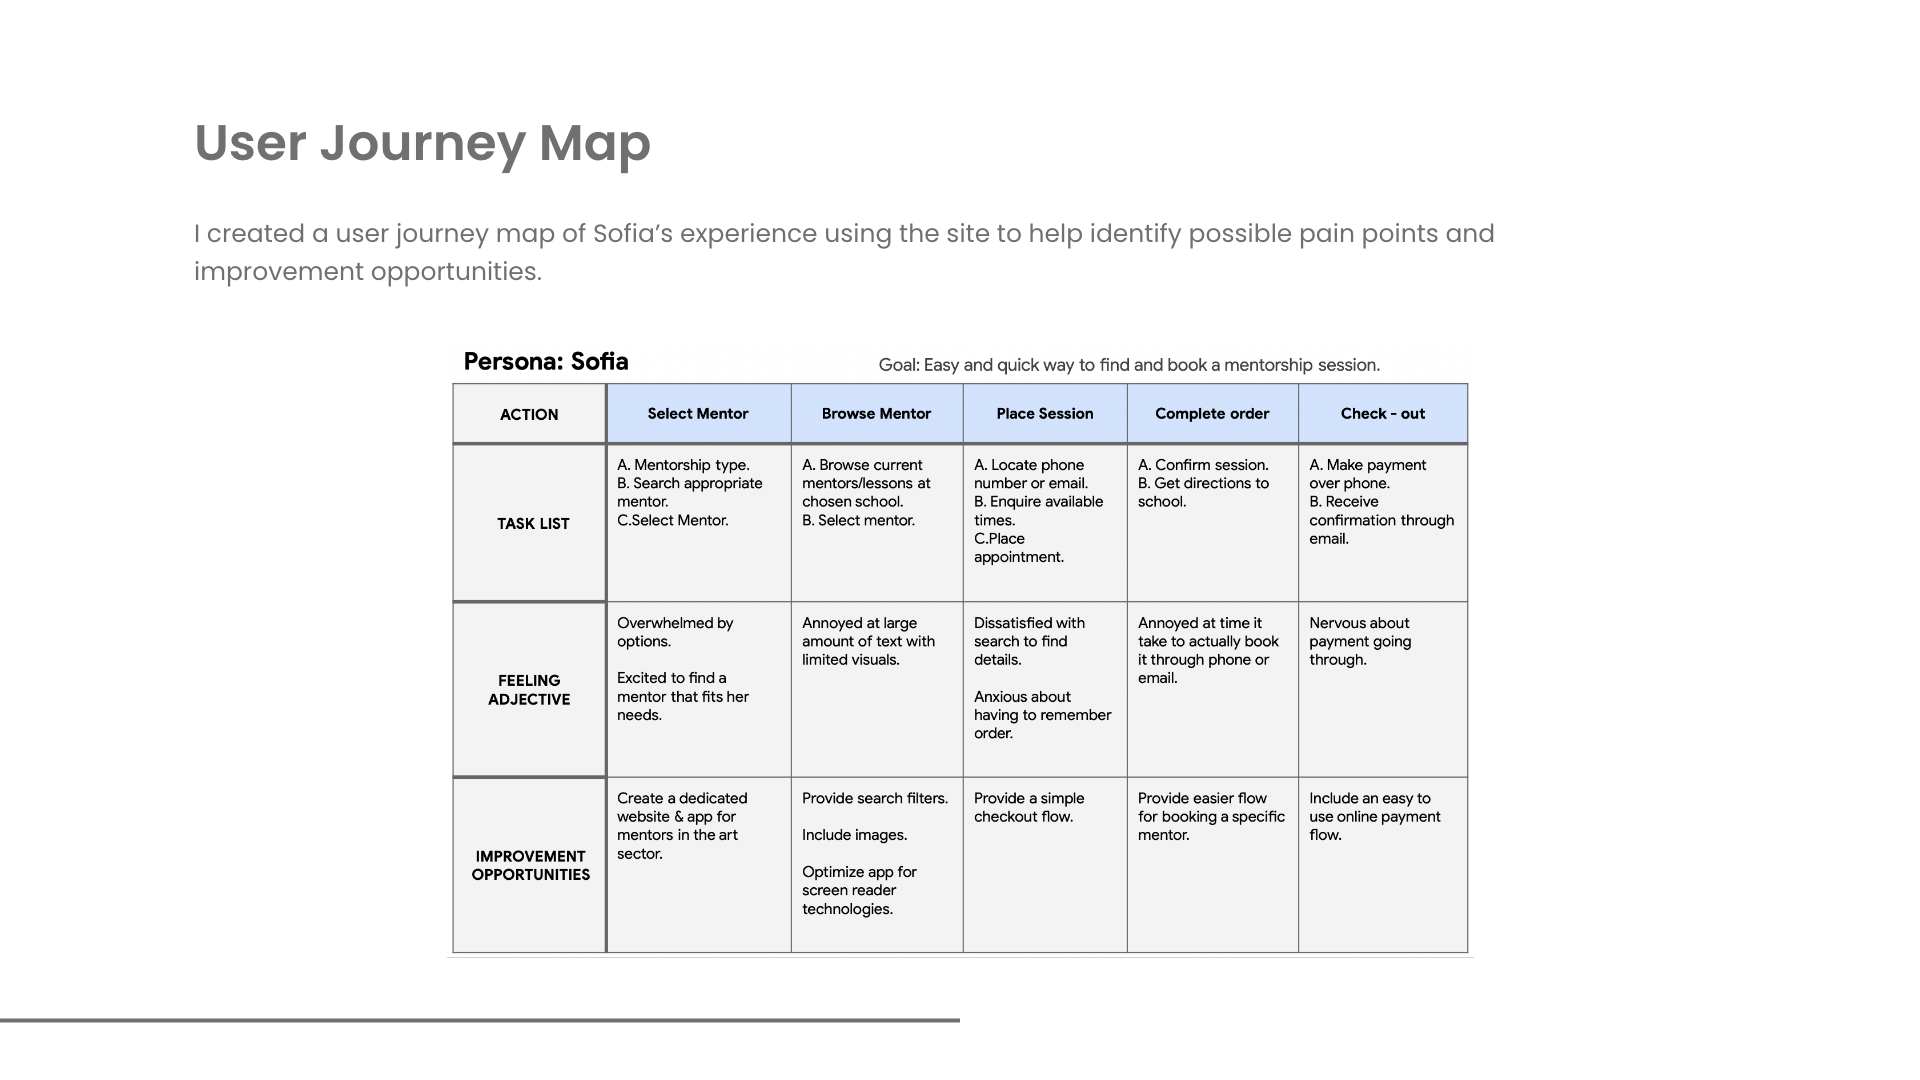 User Journey Map
I created a user journey map of Sofia’s experience using the site to help identify possible pain points and
improvement opportunities.
Persona: Sofia
Goal: Easy and quick way to find and book a mentorship session.
ACTION
Select Mentor
Browse Mentor
Place Session
Complete order
Check - out
TASK LIST
A. Mentorship type.
B. Search appropriate
mentor.
C.Select Mentor.
A. Browse current
mentors/lessons at
chosen school.
B. Select mentor.
A. Locate phone
number or email.
B. Enquire available
times.
C.Place
appointment.
A. Confirm session.
B. Get directions to
school.
A. Make payment
over phone.
B. Receive
confirmation through
email.
FEELING
ADJECTIVE
Overwhelmed by
options.
Excited to find a
mentor that fits her
needs.
Annoyed at large
amount of text with
limited visuals.
Dissatisfied with
search to find
details.
Anxious about
having to remember
order.
Annoyed at time it
take to actually book
it through phone or
email.
Nervous about
payment going
through.
IMPROVEMENT
OPPORTUNITIES
Create a dedicated
website & app for
mentors in the art
sector.
Provide search filters.
Include images.
Optimize app for
screen reader
technologies.
Provide a simple
checkout flow.
Provide easier flow
for booking a specific
mentor.
Include an easy to
use online payment
flow.